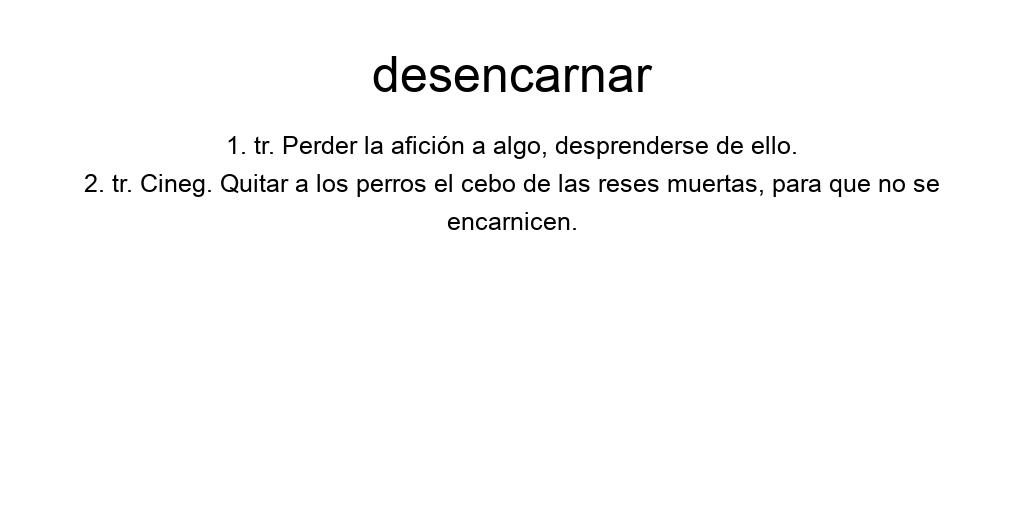 desencarnar
1. tr. Perder la afición a algo, desprenderse de ello.
2. tr. Cineg. Quitar a los perros el cebo de las reses muertas, para que no se
encarnicen.